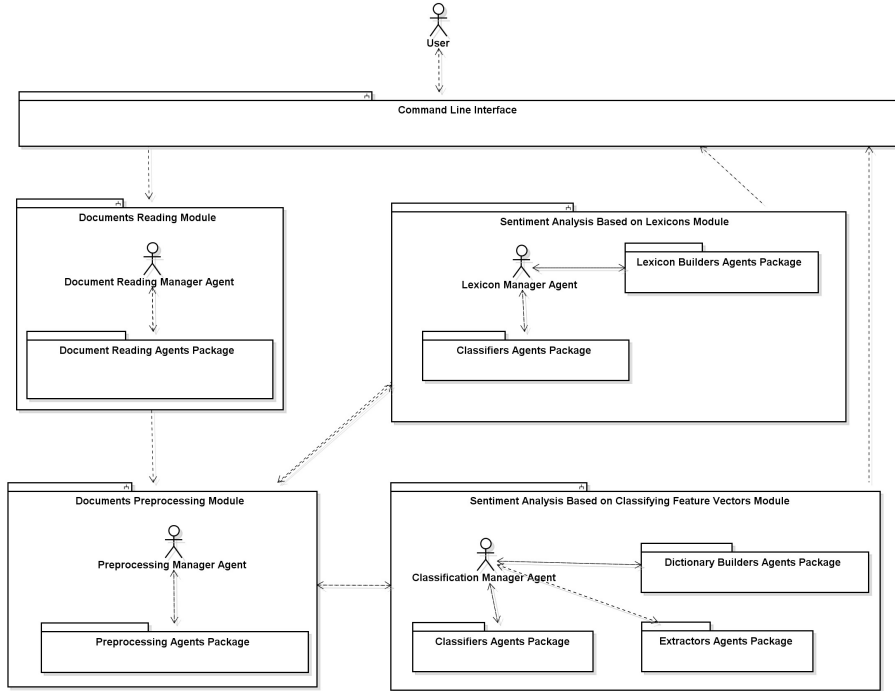 User
Command Line Interface
Documents Reading Module
Document Reading Manager Agent
Document Reading Agents Package
Sentiment Analysis Based on Lexicons Module
Lexicon Manager Agent
Lexicon Builders Agents Package
Classifiers Agents Package
Documents Preprocessing Module
Preprocessing Manager Agent
Preprocessing Agents Package
Sentiment Analysis Based on Classifying Feature Vectors Module
Classification Manager Agent
Dictionary Builders Agents Package
Classifiers Agents Package
Extractors Agents Package